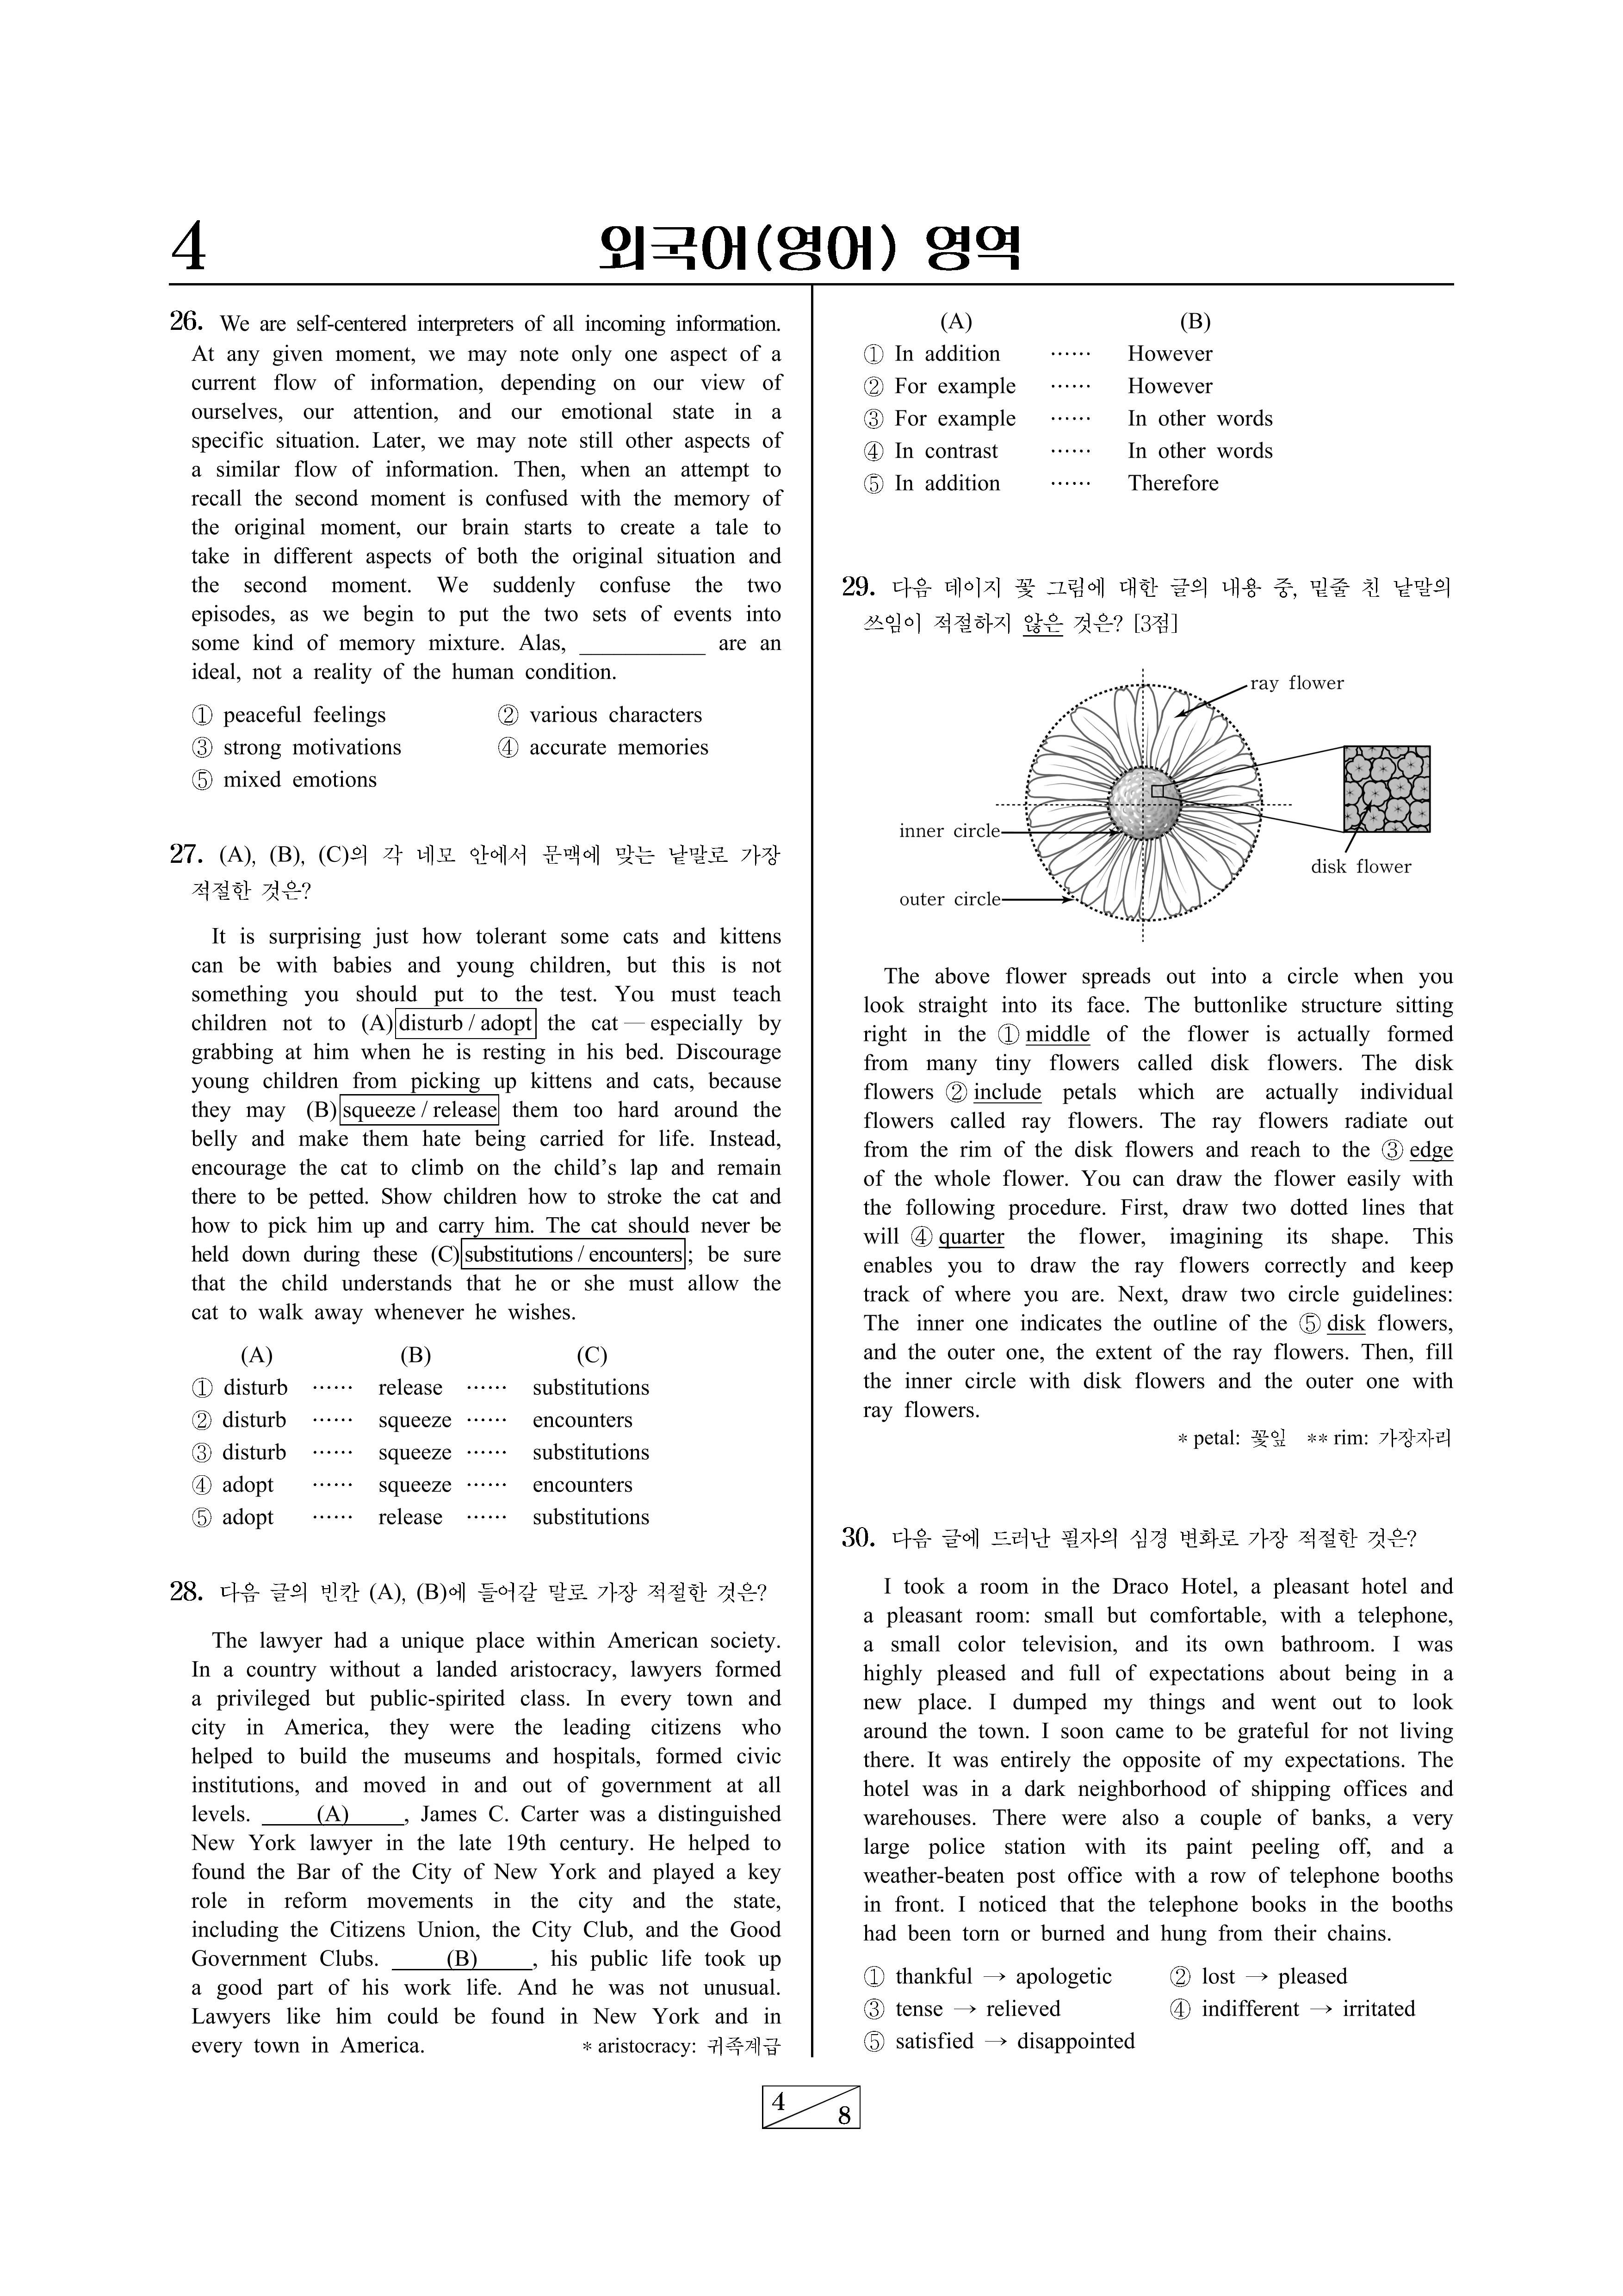 4
외국어(영어) 영역
26. We are self-centered interpreters of all incoming information.
At any given moment, we may note only one aspect of a
current flow of information, depending on our view of
ourselves, our attention, and our emotional state in a
specific situation. Later, we may note still other aspects of
a similar flow of information. Then, when an attempt to
recall the second moment is confused with the memory of
the original moment, our brain starts to create a tale to
take in different aspects of both the original situation and
the second moment. We suddenly confuse the two
episodes, as we begin to put the two sets of events into
some kind of memory mixture. Alas, ___________ are an
ideal, not a reality of the human condition.
① peaceful feelings ② various characters
③ strong motivations ④ accurate memories
⑤ mixed emotions
27. (A), (B), (C)의 각 네모 안에서 문맥에 맞는 낱말로 가장
적절한 것은?
It is surprising just how tolerant some cats and kittens
can be with babies and young children, but this is not
something you should put to the test. You must teach
children not to (A) disturb / adopt the cat — especially by
grabbing at him when he is resting in his bed. Discourage
young children from picking up kittens and cats, because
they may (B) squeeze / release them too hard around the
belly and make them hate being carried for life. Instead,
encourage the cat to climb on the child's lap and remain
there to be petted. Show children how to stroke the cat and
how to pick him up and carry him. The cat should never be
held down during these (C) substitutions / encounters; be sure
that the child understands that he or she must allow the
cat to walk away whenever he wishes.
(A) (B) (C)
① disturb …… release …… substitutions
② disturb …… squeeze …… encounters
③ disturb …… squeeze …… substitutions
④ adopt …… squeeze …… encounters
⑤ adopt …… release …… substitutions
28. 다음 글의 빈칸 (A), (B)에 들어갈 말로 가장 적절한 것은?
The lawyer had a unique place within American society.
In a country without a landed aristocracy, lawyers formed
a privileged but public-spirited class. In every town and
city in America, they were the leading citizens who
helped to build the museums and hospitals, formed civic
institutions, and moved in and out of government at all
levels. ____(A)____, James C. Carter was a distinguished
New York lawyer in the late 19th century. He helped to
found the Bar of the City of New York and played a key
role in reform movements in the city and the state,
including the Citizens Union, the City Club, and the Good
Government Clubs. ____(B)____, his public life took up
a good part of his work life. And he was not unusual.
Lawyers like him could be found in New York and in
every town in America. * aristocracy: 귀족계급
(A) (B)
① In addition …… However
② For example …… However
③ For example …… In other words
④ In contrast …… In other words
⑤ In addition …… Therefore
29. 다음 데이지 꽃 그림에 대한 글의 내용 중, 밑줄 친 낱말의
쓰임이 적절하지 않은 것은? [3점]
ray flower
inner circle
disk flower
outer circle
The above flower spreads out into a circle when you
look straight into its face. The buttonlike structure sitting
right in the ① middle of the flower is actually formed
from many tiny flowers called disk flowers. The disk
flowers ② include petals which are actually individual
flowers called ray flowers. The ray flowers radiate out
from the rim of the disk flowers and reach to the ③ edge
of the whole flower. You can draw the flower easily with
the following procedure. First, draw two dotted lines that
will ④ quarter the flower, imagining its shape. This
enables you to draw the ray flowers correctly and keep
track of where you are. Next, draw two circle guidelines:
The inner one indicates the outline of the ⑤ disk flowers,
and the outer one, the extent of the ray flowers. Then, fill
the inner circle with disk flowers and the outer one with
ray flowers.
* petal: 꽃잎 ** rim: 가장자리
30. 다음 글에 드러난 필자의 심경 변화로 가장 적절한 것은?
I took a room in the Draco Hotel, a pleasant hotel and
a pleasant room: small but comfortable, with a telephone,
a small color television, and its own bathroom. I was
highly pleased and full of expectations about being in a
new place. I dumped my things and went out to look
around the town. I soon came to be grateful for not living
there. It was entirely the opposite of my expectations. The
hotel was in a dark neighborhood of shipping offices and
warehouses. There were also a couple of banks, a very
large police station with its paint peeling off, and a
weather-beaten post office with a row of telephone booths
in front. I noticed that the telephone books in the booths
had been torn or burned and hung from their chains.
① thankful → apologetic ② lost → pleased
③ tense → relieved ④ indifferent → irritated
⑤ satisfied → disappointed
4
8